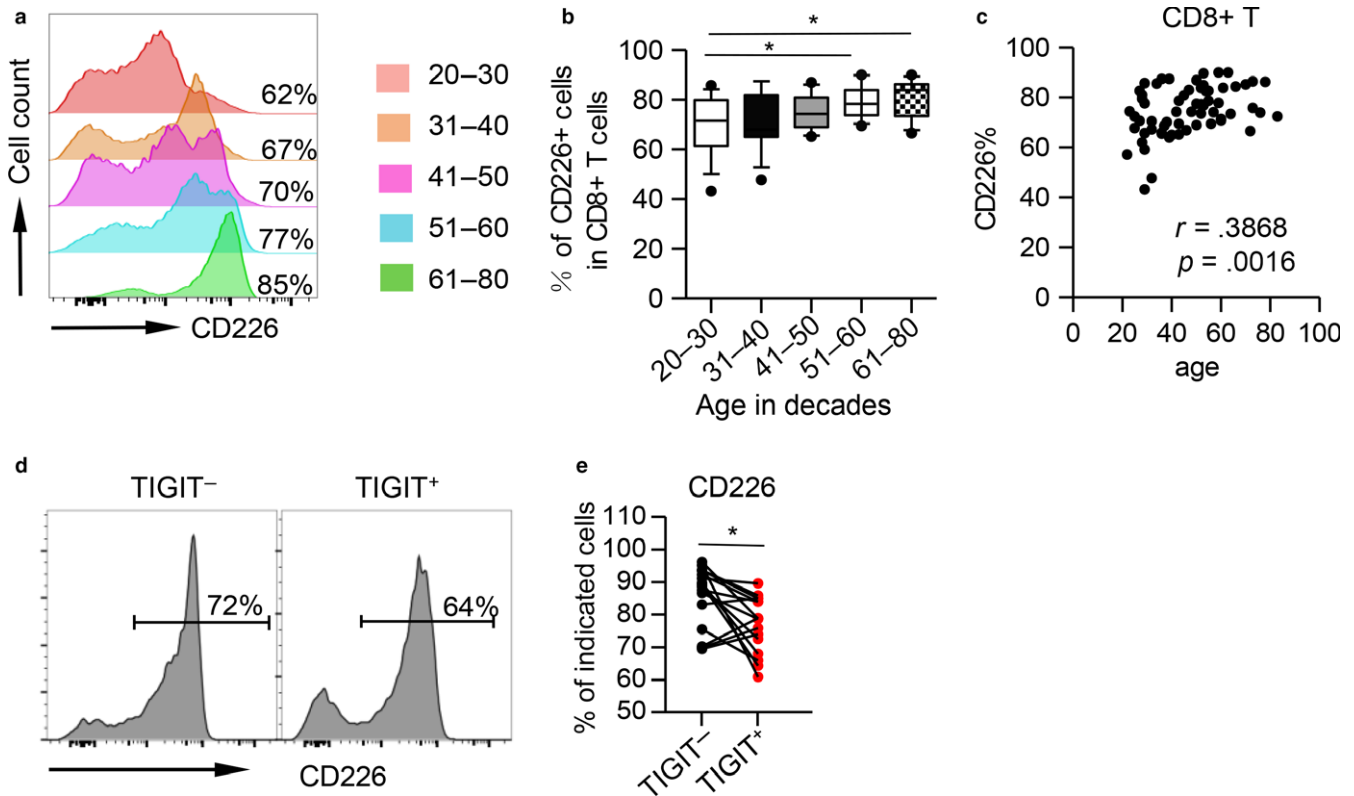 a
Cell count
62%
67%
70%
77%
85%
CD226
20–30
31–40
41–50
51–60
61–80
b
% of CD226+ cells
in CD8+ T cells
100
80
60
40
20
0
*
*
20–30
31–40
41–50
51–60
61–80
Age in decades
c
CD8+ T
CD226%
100
80
60
40
20
0
r = .3868
p = .0016
0 20 40 60 80 100
age
d
TIGIT–
TIGIT+
72%
64%
CD226
e
CD226
% of indicated cells
110
100
90
80
70
60
50
*
TIGIT–
TIGIT+